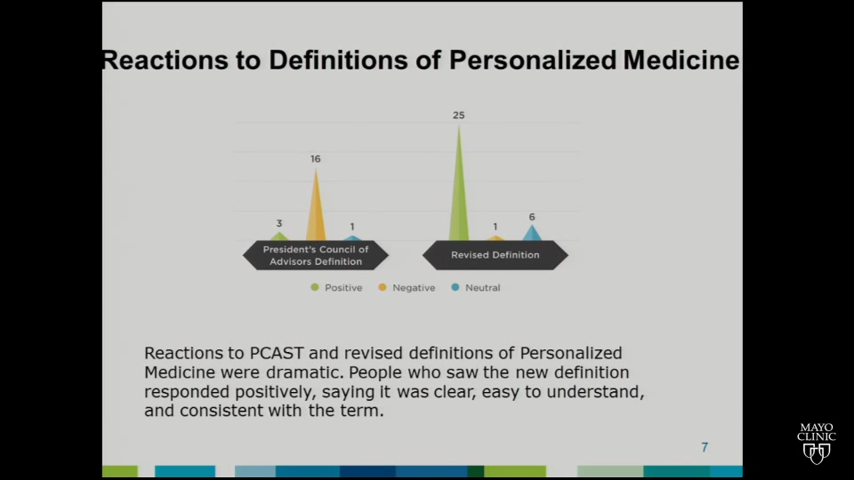 Reactions to Definitions of Personalized Medicine
25
16
3
1
1
6
President's Council of
Advisors Definition
Revised Definition
Positive
Negative
Neutral
Reactions to PCAST and revised definitions of Personalized
Medicine were dramatic. People who saw the new definition
responded positively, saying it was clear, easy to understand,
and consistent with the term.
7
MAYO
CLINIC